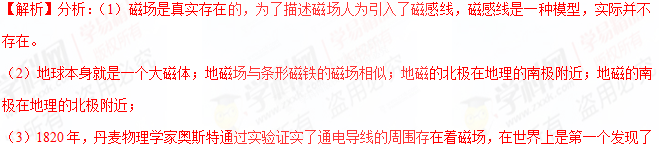 【解析】分析：（1）磁场是真实存在的，为了描述磁场人为引入了磁感线，磁感线是一种模型，实际并不
存在。
（2）地球本身就是一个大磁体；地磁场与条形磁铁的磁场相似；地磁的北极在地理的南极附近；地磁的南
极在地理的北极附近；
（3）1820 年，丹麦物理学家奥斯特通过实验证实了通电导线的周围存在着磁场，在世界上是第一个发现了